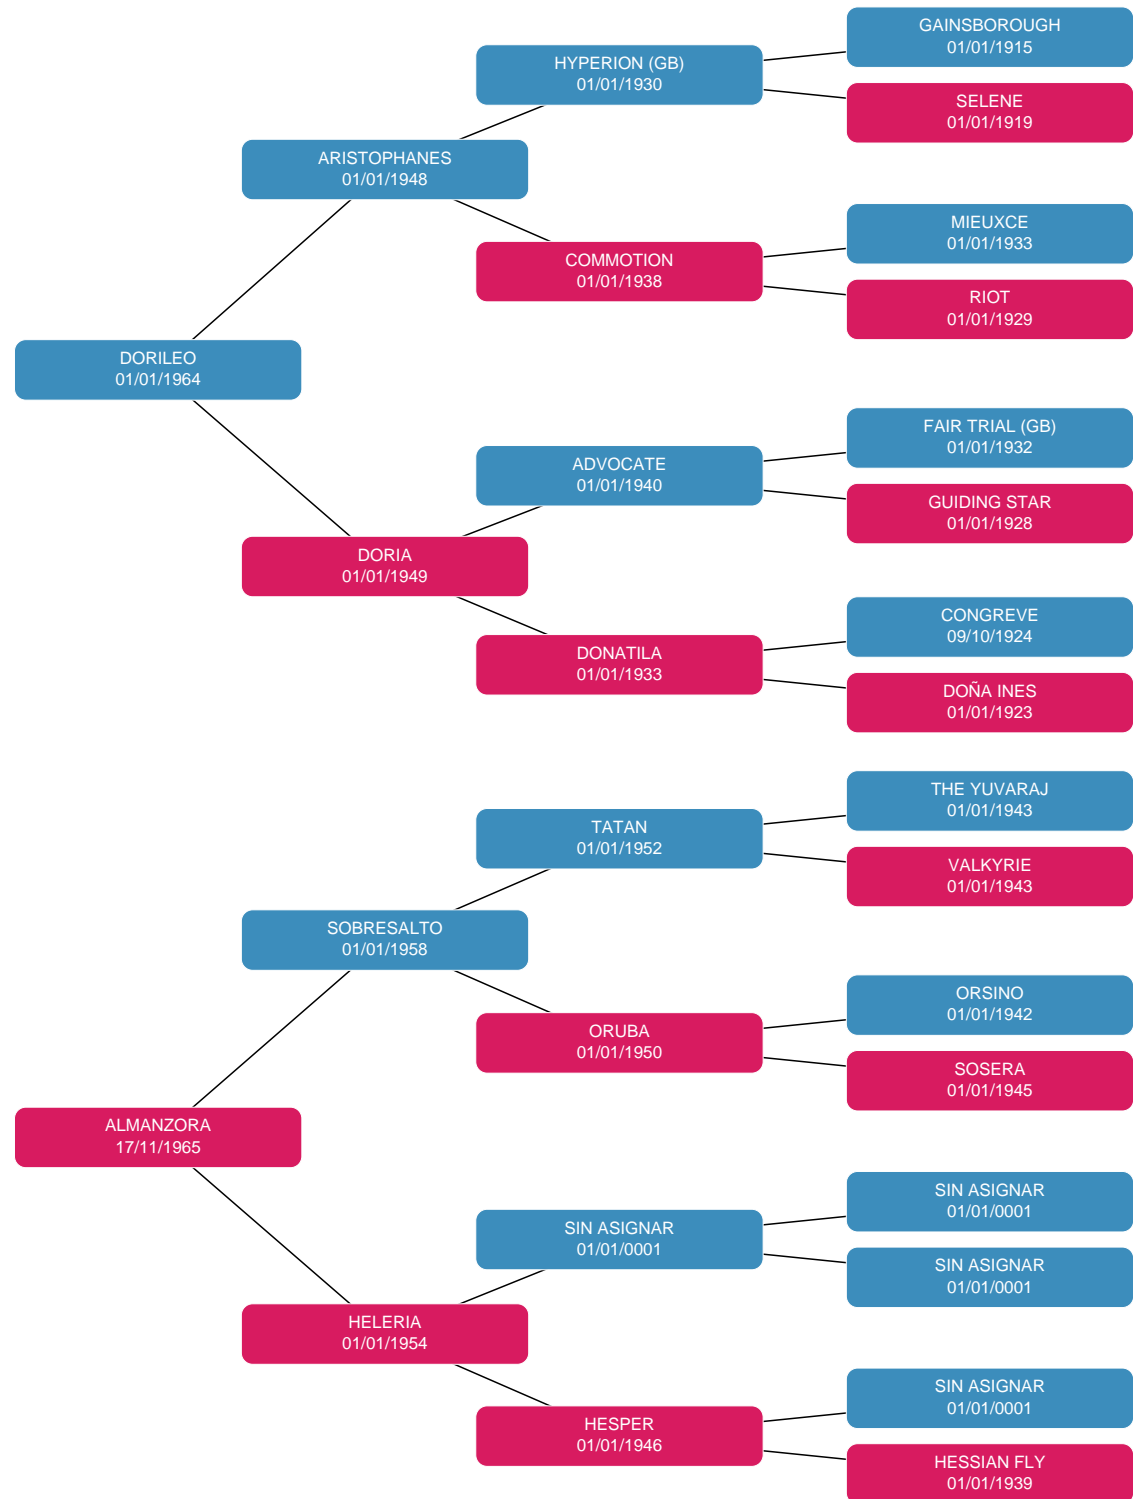 GAINSBOROUGH
01/01/1915
HYPERION (GB)
01/01/1930
SELENE
01/01/1919
ARISTOPHANES
01/01/1948
MIEUXCE
01/01/1933
COMMOTION
01/01/1938
RIOT
01/01/1929
DORILEO
01/01/1964
FAIR TRIAL (GB)
01/01/1932
ADVOCATE
01/01/1940
GUIDING STAR
01/01/1928
DORIA
01/01/1949
CONGREVE
09/10/1924
DONATILA
01/01/1933
DOÑA INES
01/01/1923
THE YUVARAJ
01/01/1943
TATAN
01/01/1952
VALKYRIE
01/01/1943
SOBRESALTO
01/01/1958
ORSINO
01/01/1942
ORUBA
01/01/1950
SOSERA
01/01/1945
ALMANZORA
17/11/1965
SIN ASIGNAR
01/01/0001
SIN ASIGNAR
01/01/0001
SIN ASIGNAR
01/01/0001
HELERIA
01/01/1954
SIN ASIGNAR
01/01/0001
HESPER
01/01/1946
HESSIAN FLY
01/01/1939